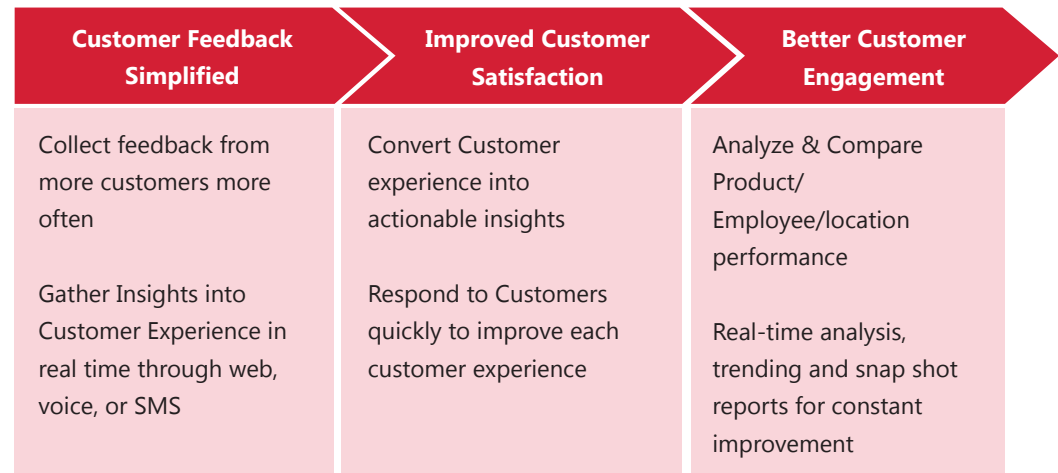 Customer Feedback
Simplified
Collect feedback from
more customers more
often
Gather Insights into
Customer Experience in
real time through web,
voice, or SMS
Improved Customer
Satisfaction
Convert Customer
experience into
actionable insights
Respond to Customers
quickly to improve each
customer experience
Better Customer
Engagement
Analyze & Compare
Product/
Employee/location
performance
Real-time analysis,
trending and snap shot
reports for constant
improvement